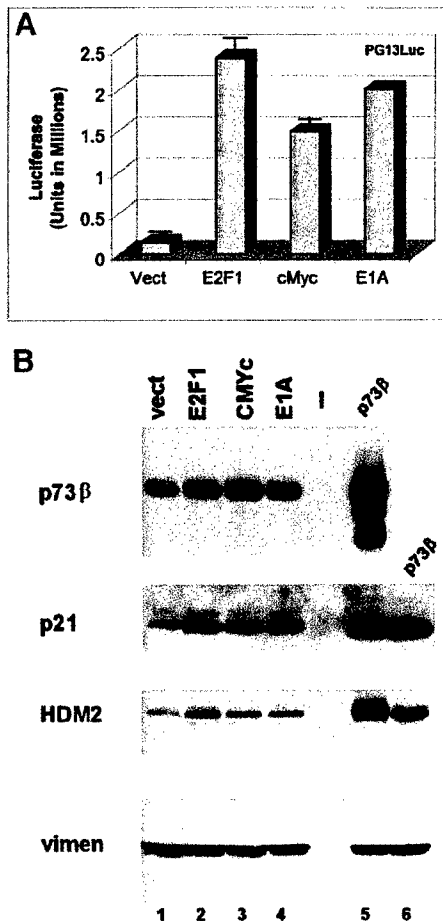 A
PG13Luc
Luciferase
(Units in Millions)
2.5
2
1.5
1
0.5
0
Vect E2F1 cMyc E1A
B
vect E2F1 CMYc E1A – p73β
p73β
p73β
p21
HDM2
vimen
1 2 3 4 5 6